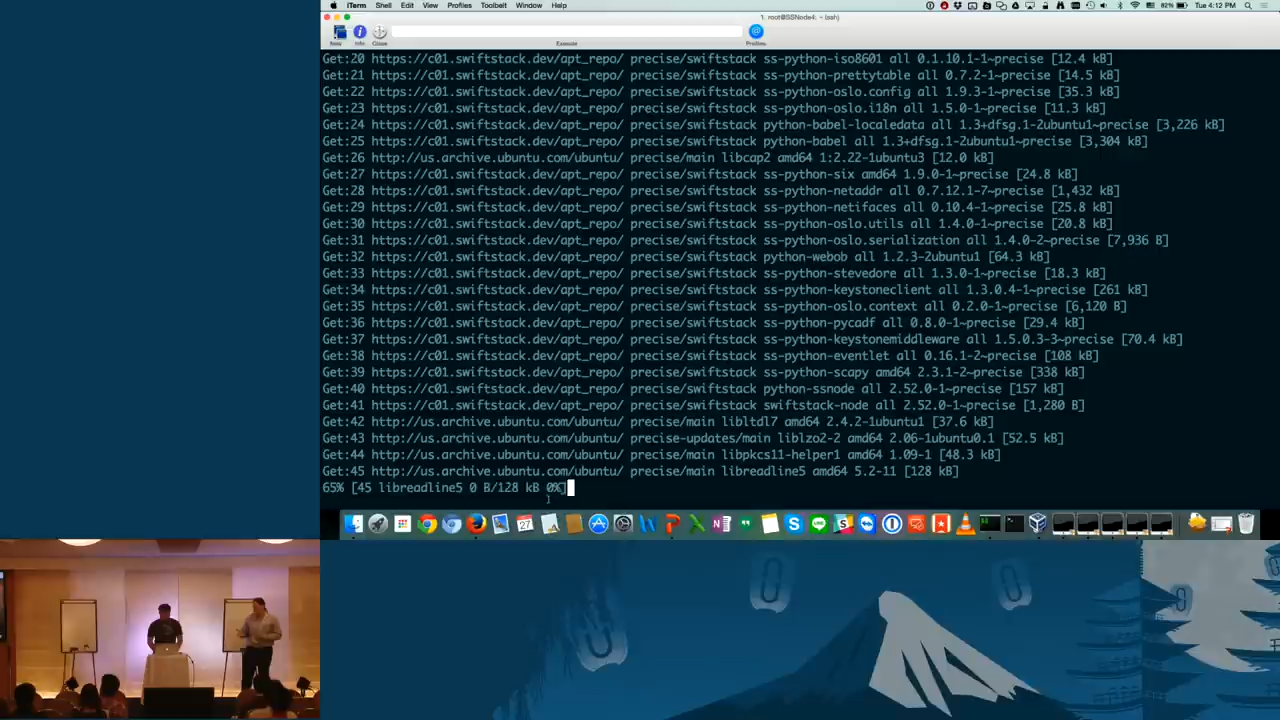 iTerm Shell Edit View Profiles Toolbelt Window Help 82% Tue 4:12 PM
1. root@SSNode4: ~ (ssh)
New Info Close Execute Profiles
Get:20 https://c01.swiftstack.dev/apt_repo/ precise/swiftstack ss-python-iso8601 all 0.1.10.1-1~precise [12.4 kB]
Get:21 https://c01.swiftstack.dev/apt_repo/ precise/swiftstack ss-python-prettytable all 0.7.2-1~precise [14.5 kB]
Get:22 https://c01.swiftstack.dev/apt_repo/ precise/swiftstack ss-python-oslo.config all 1.9.3-1~precise [35.3 kB]
Get:23 https://c01.swiftstack.dev/apt_repo/ precise/swiftstack ss-python-oslo.i18n all 1.5.0-1~precise [11.3 kB]
Get:24 https://c01.swiftstack.dev/apt_repo/ precise/swiftstack python-babel-localedata all 1.3+dfsg.1-2ubuntu1~precise [3,226 kB]
Get:25 https://c01.swiftstack.dev/apt_repo/ precise/swiftstack python-babel all 1.3+dfsg.1-2ubuntu1~precise [3,304 kB]
Get:26 http://us.archive.ubuntu.com/ubuntu/ precise/main libcap2 amd64 1:2.22-1ubuntu3 [12.0 kB]
Get:27 https://c01.swiftstack.dev/apt_repo/ precise/swiftstack ss-python-six amd64 1.9.0-1~precise [24.8 kB]
Get:28 https://c01.swiftstack.dev/apt_repo/ precise/swiftstack ss-python-netaddr all 0.7.12.1-7~precise [1,432 kB]
Get:29 https://c01.swiftstack.dev/apt_repo/ precise/swiftstack ss-python-netifaces all 0.10.4-1~precise [25.8 kB]
Get:30 https://c01.swiftstack.dev/apt_repo/ precise/swiftstack ss-python-oslo.utils all 1.4.0-1~precise [20.8 kB]
Get:31 https://c01.swiftstack.dev/apt_repo/ precise/swiftstack ss-python-oslo.serialization all 1.4.0-2~precise [7,936 B]
Get:32 https://c01.swiftstack.dev/apt_repo/ precise/swiftstack python-webob all 1.2.3-2ubuntu1 [64.3 kB]
Get:33 https://c01.swiftstack.dev/apt_repo/ precise/swiftstack ss-python-stevedore all 1.3.0-1~precise [18.3 kB]
Get:34 https://c01.swiftstack.dev/apt_repo/ precise/swiftstack ss-python-keystoneclient all 1.3.0.4-1~precise [261 kB]
Get:35 https://c01.swiftstack.dev/apt_repo/ precise/swiftstack ss-python-oslo.context all 0.2.0-1~precise [6,120 B]
Get:36 https://c01.swiftstack.dev/apt_repo/ precise/swiftstack ss-python-pycadf all 0.8.0-1~precise [29.4 kB]
Get:37 https://c01.swiftstack.dev/apt_repo/ precise/swiftstack ss-python-keystonemiddleware all 1.5.0.3-3~precise [70.4 kB]
Get:38 https://c01.swiftstack.dev/apt_repo/ precise/swiftstack ss-python-eventlet all 0.16.1-2~precise [108 kB]
Get:39 https://c01.swiftstack.dev/apt_repo/ precise/swiftstack ss-python-scapy amd64 2.3.1-2~precise [338 kB]
Get:40 https://c01.swiftstack.dev/apt_repo/ precise/swiftstack python-ssnode all 2.52.0-1~precise [157 kB]
Get:41 https://c01.swiftstack.dev/apt_repo/ precise/swiftstack swiftstack-node all 2.52.0-1~precise [1,280 B]
Get:42 http://us.archive.ubuntu.com/ubuntu/ precise/main libltdl7 amd64 2.4.2-1ubuntu1 [37.6 kB]
Get:43 http://us.archive.ubuntu.com/ubuntu/ precise-updates/main liblzo2-2 amd64 2.06-1ubuntu0.1 [52.5 kB]
Get:44 http://us.archive.ubuntu.com/ubuntu/ precise/main libpkcs11-helper1 amd64 1.09-1 [48.3 kB]
Get:45 http://us.archive.ubuntu.com/ubuntu/ precise/main libreadline5 amd64 5.2-11 [128 kB]
65% [45 libreadline5 0 B/128 kB 0%]
27